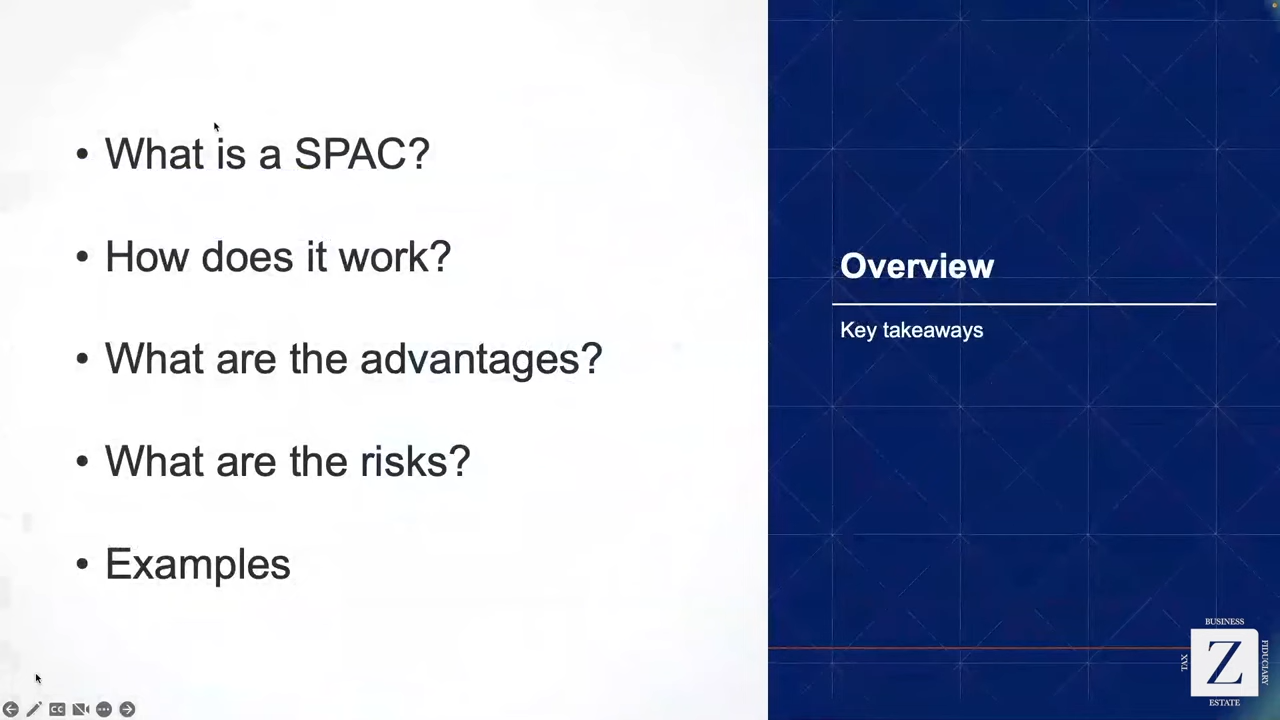 • What is a SPAC?
• How does it work?
• What are the advantages?
• What are the risks?
• Examples
Overview
Key takeaways
BUSINESS
TAX
Z
FIDUCIARY
ESTATE
CC